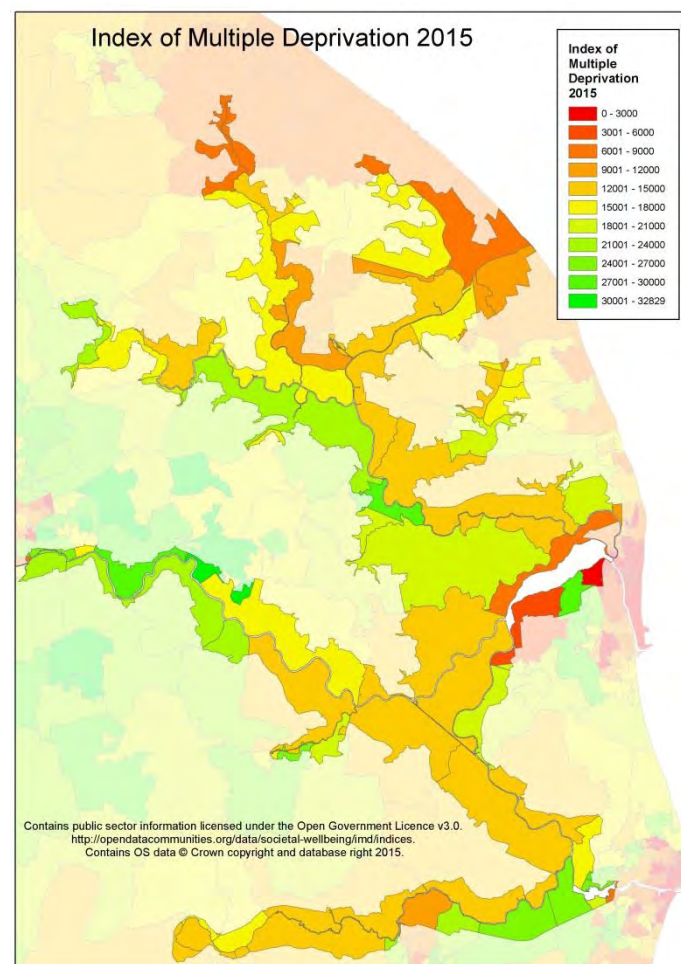 Index of Multiple Deprivation 2015
Index of
Multiple
Deprivation
2015
0 - 3000
3001 - 6000
6001 - 9000
9001 - 12000
12001 - 15000
15001 - 18000
18001 - 21000
21001 - 24000
24001 - 27000
27001 - 30000
30001 - 32829
Contains public sector information licensed under the Open Government Licence v3.0.
http://opendatacommunities.org/data/societal-wellbeing/imd/indices.
Contains OS data © Crown copyright and database right 2015.